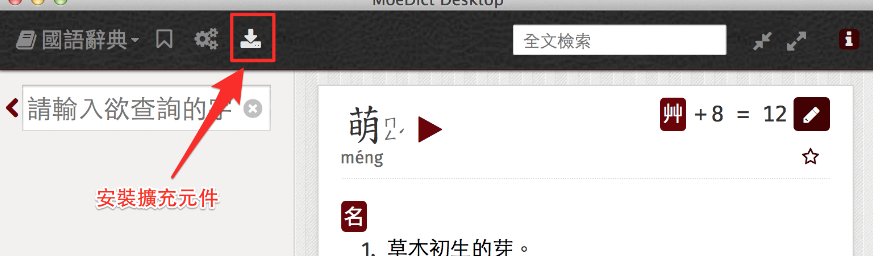 MoeDict Desktop
國語辭典
全文檢索
請輸入欲查詢的字
萌 ㄇㄥˊ
艸 +8 = 12
méng
安裝擴充元件
名
1. 草木初生的芽。